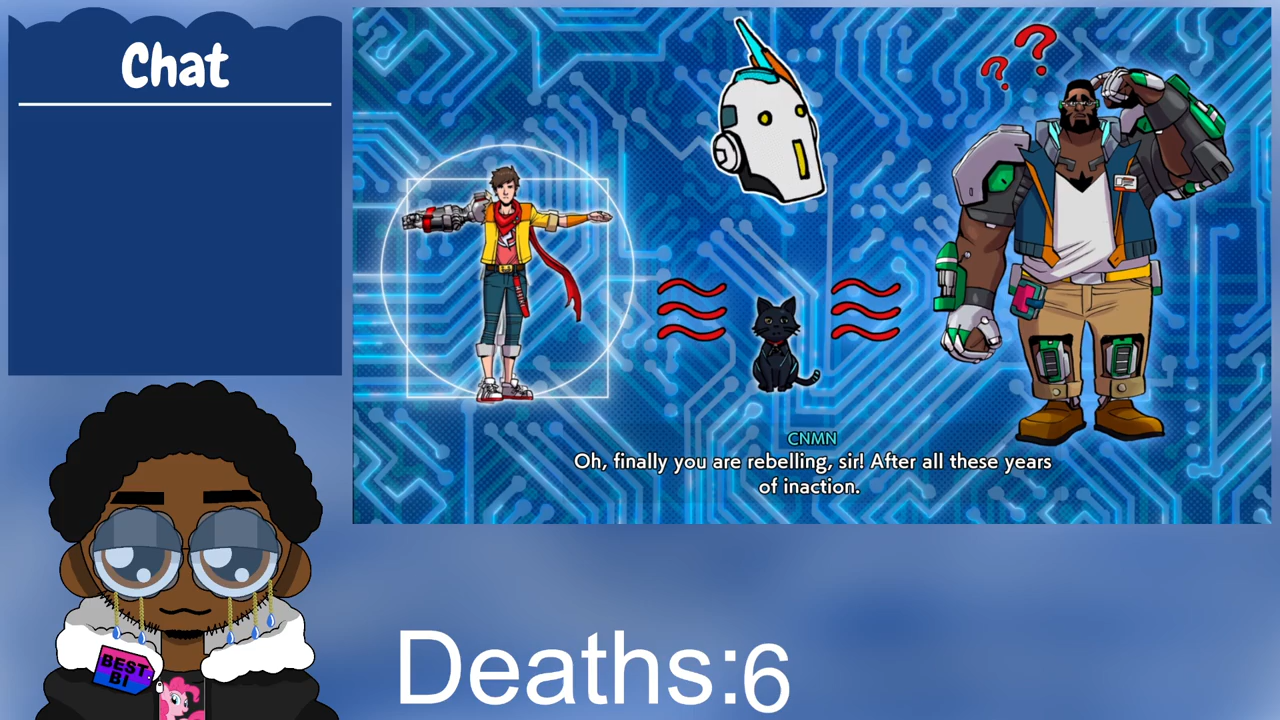 Chat
??
CNMN
Oh, finally you are rebelling, sir! After all these years
of inaction.
BEST
BI
Deaths:6